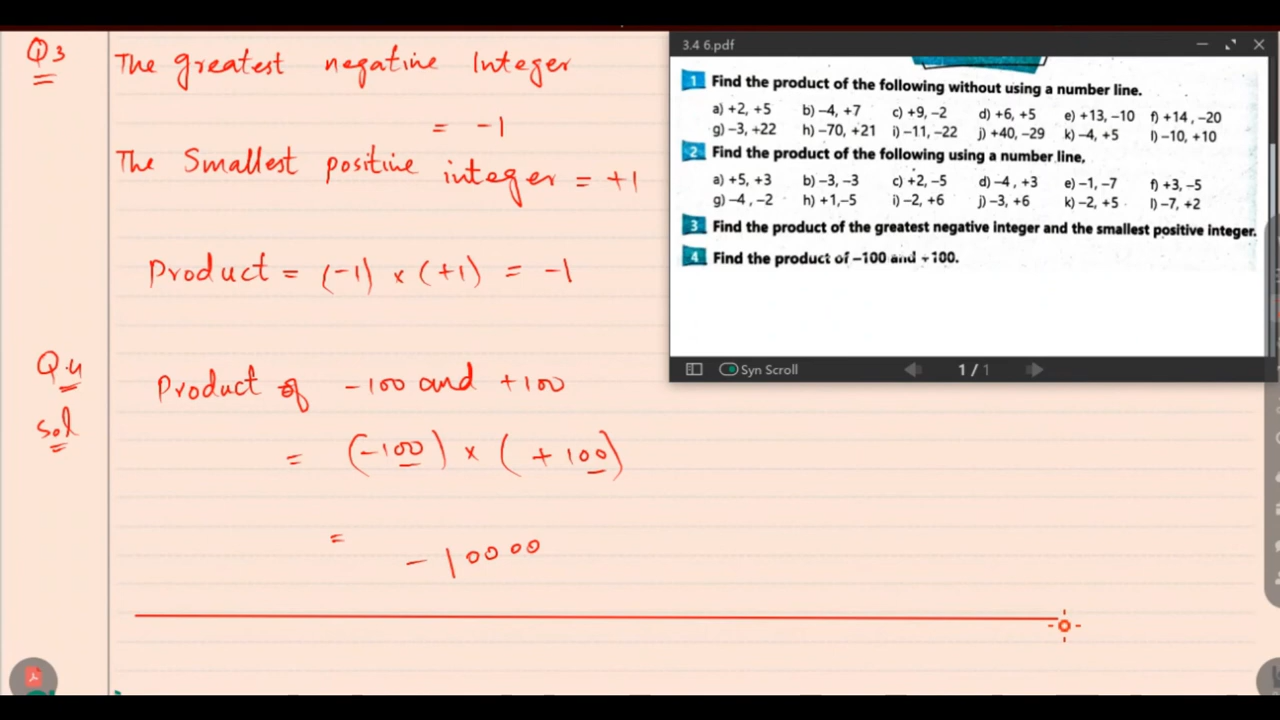 Q3 The greatest negative Integer
= -1
The Smallest positive integer = +1
Product = (-1) × (+1) = -1
Q.4 Product of -100 and +100
Sol
= (-100) × (+100)
= -10000
3.4 6.pdf
1 Find the product of the following without using a number line.
a) +2, +5 b) -4, +7 c) +9, -2 d) +6, +5 e) +13, -10 f) +14, -20
g) -3, +22 h) -70, +21 i) -11, -22 j) +40, -29 k) -4, +5 l) -10, +10
2 Find the product of the following using a number line,
a) +5, +3 b) -3, -3 c) +2, -5 d) -4, +3 e) -1, -7 f) +3, -5
g) -4, -2 h) +1, -5 i) -2, +6 j) -3, +6 k) -2, +5 l) -7, +2
3 Find the product of the greatest negative integer and the smallest positive integer.
4 Find the product of -100 and +100.
Syn Scroll 1 / 1